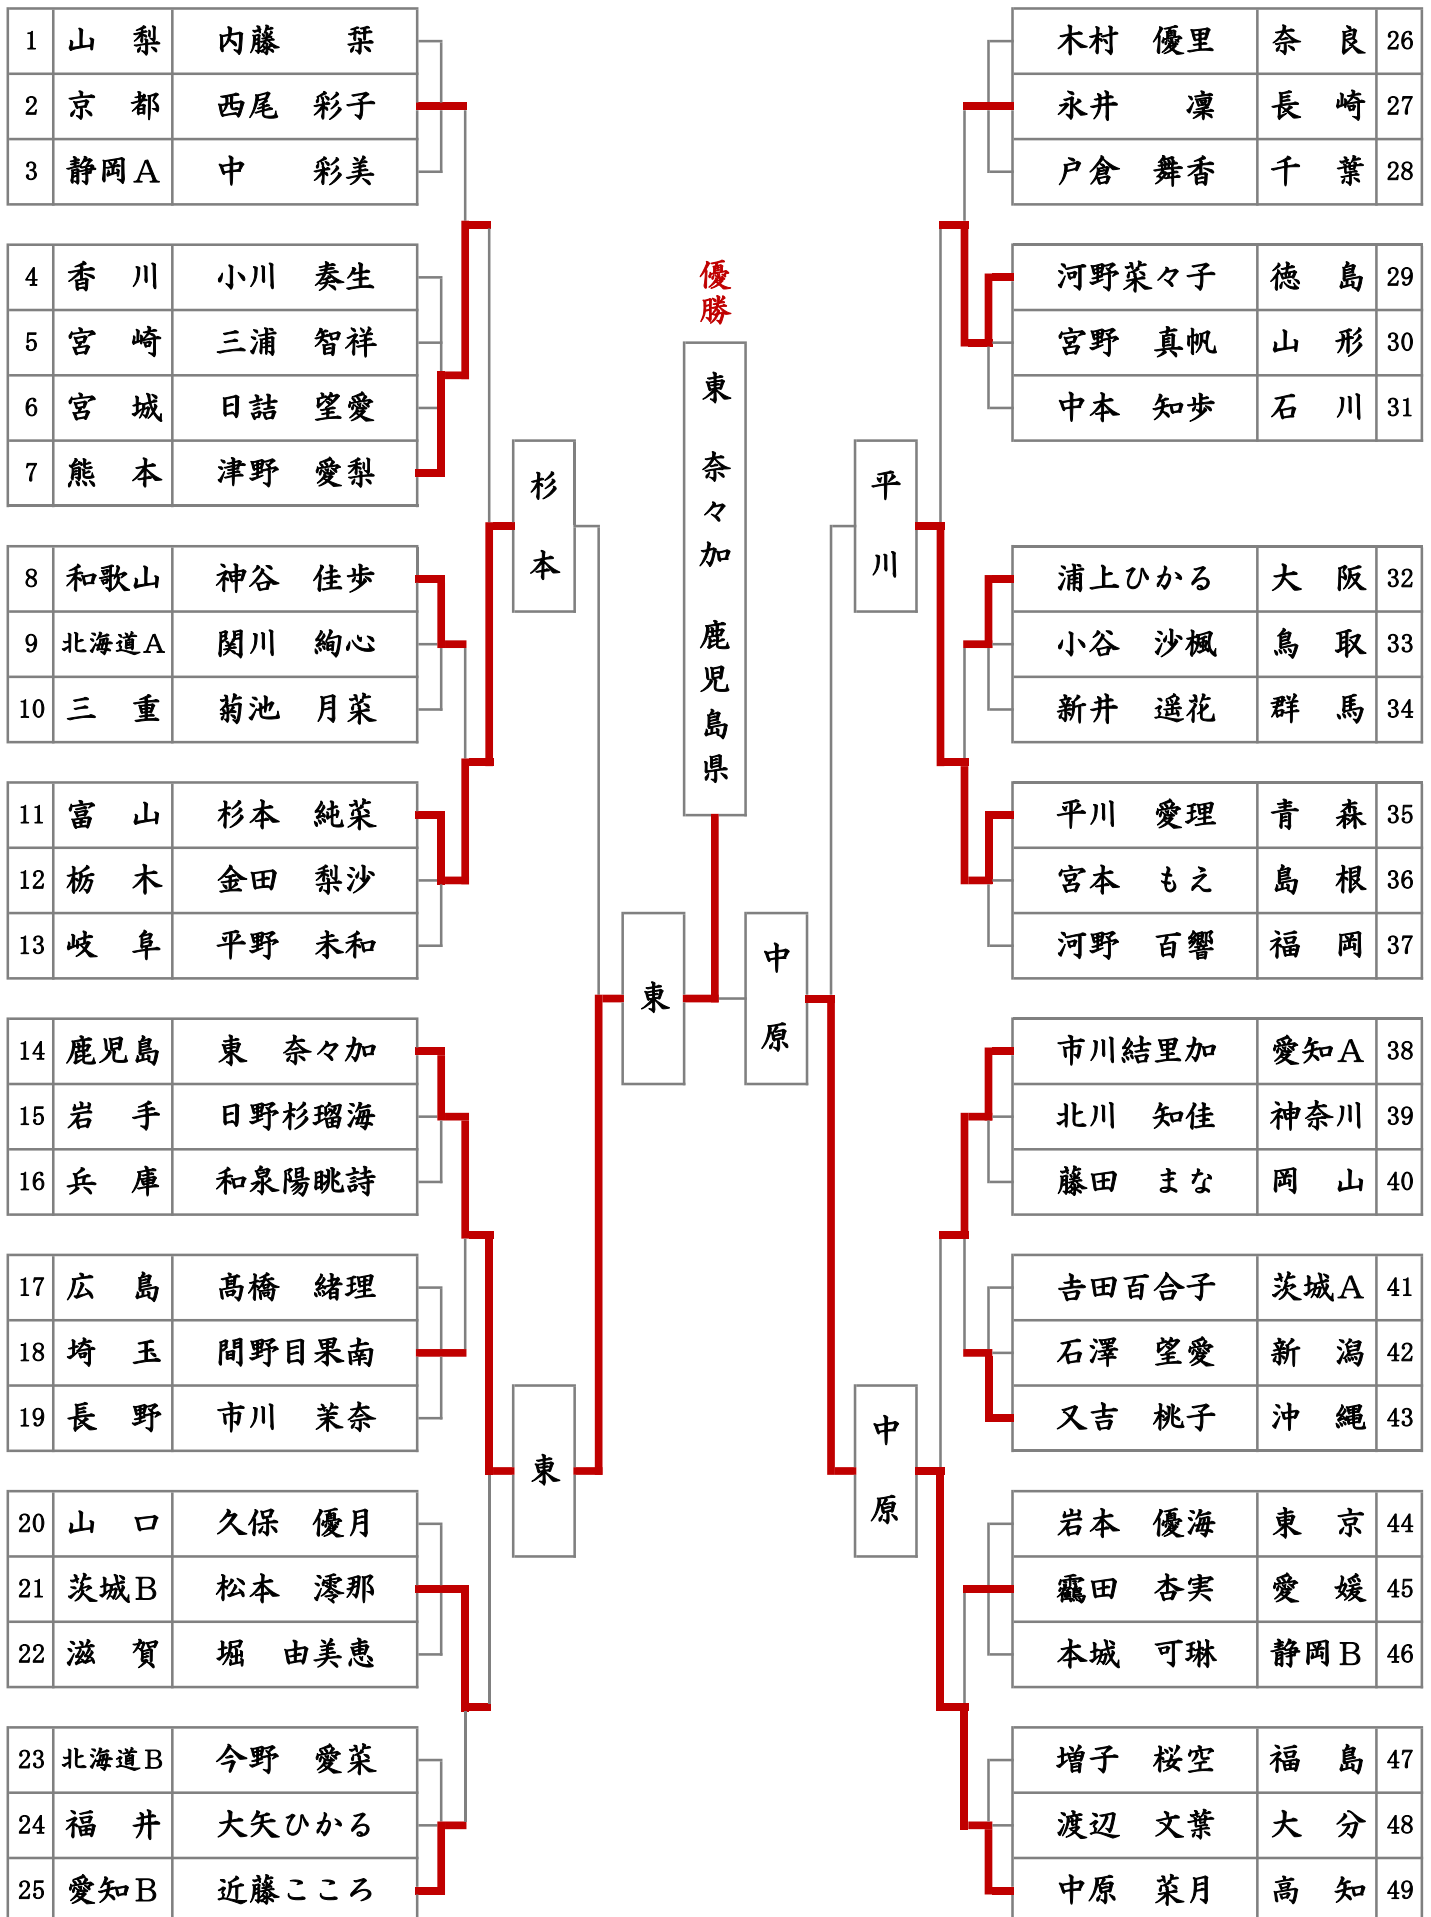 1 山梨 内藤 栞
2 京都 西尾 彩子
3 静岡A 中 彩美
4 香川 小川 奏生
5 宮崎 三浦 智祥
6 宮城 日詰 望愛
7 熊本 津野 愛梨
8 和歌山 神谷 佳歩
9 北海道A 関川 絢心
10 三重 菊池 月菜
11 富山 杉本 純菜
12 栃木 金田 梨沙
13 岐阜 平野 未和
14 鹿児島 東 奈々加
15 岩手 日野杉瑠海
16 兵庫 和泉陽眺詩
17 広島 髙橋 緒理
18 埼玉 間野目果南
19 長野 市川 茉奈
20 山口 久保 優月
21 茨城B 松本 澪那
22 滋賀 堀 由美恵
23 北海道B 今野 愛菜
24 福井 大矢ひかる
25 愛知B 近藤こころ
杉本
東
東
優勝
東 奈々加 鹿児島県
中原
平川
中原
木村 優里 奈良 26
永井 凜 長崎 27
戸倉 舞香 千葉 28
河野菜々子 徳島 29
宮野 真帆 山形 30
中本 知歩 石川 31
浦上ひかる 大阪 32
小谷 沙楓 鳥取 33
新井 遥花 群馬 34
平川 愛理 青森 35
宮本 もえ 島根 36
河野 百響 福岡 37
市川結里加 愛知A 38
北川 知佳 神奈川 39
藤田 まな 岡山 40
𠮷田百合子 茨城A 41
石澤 望愛 新潟 42
又吉 桃子 沖縄 43
岩本 優海 東京 44
靍田 杏実 愛媛 45
本城 可琳 静岡B 46
増子 桜空 福島 47
渡辺 文葉 大分 48
中原 菜月 高知 49